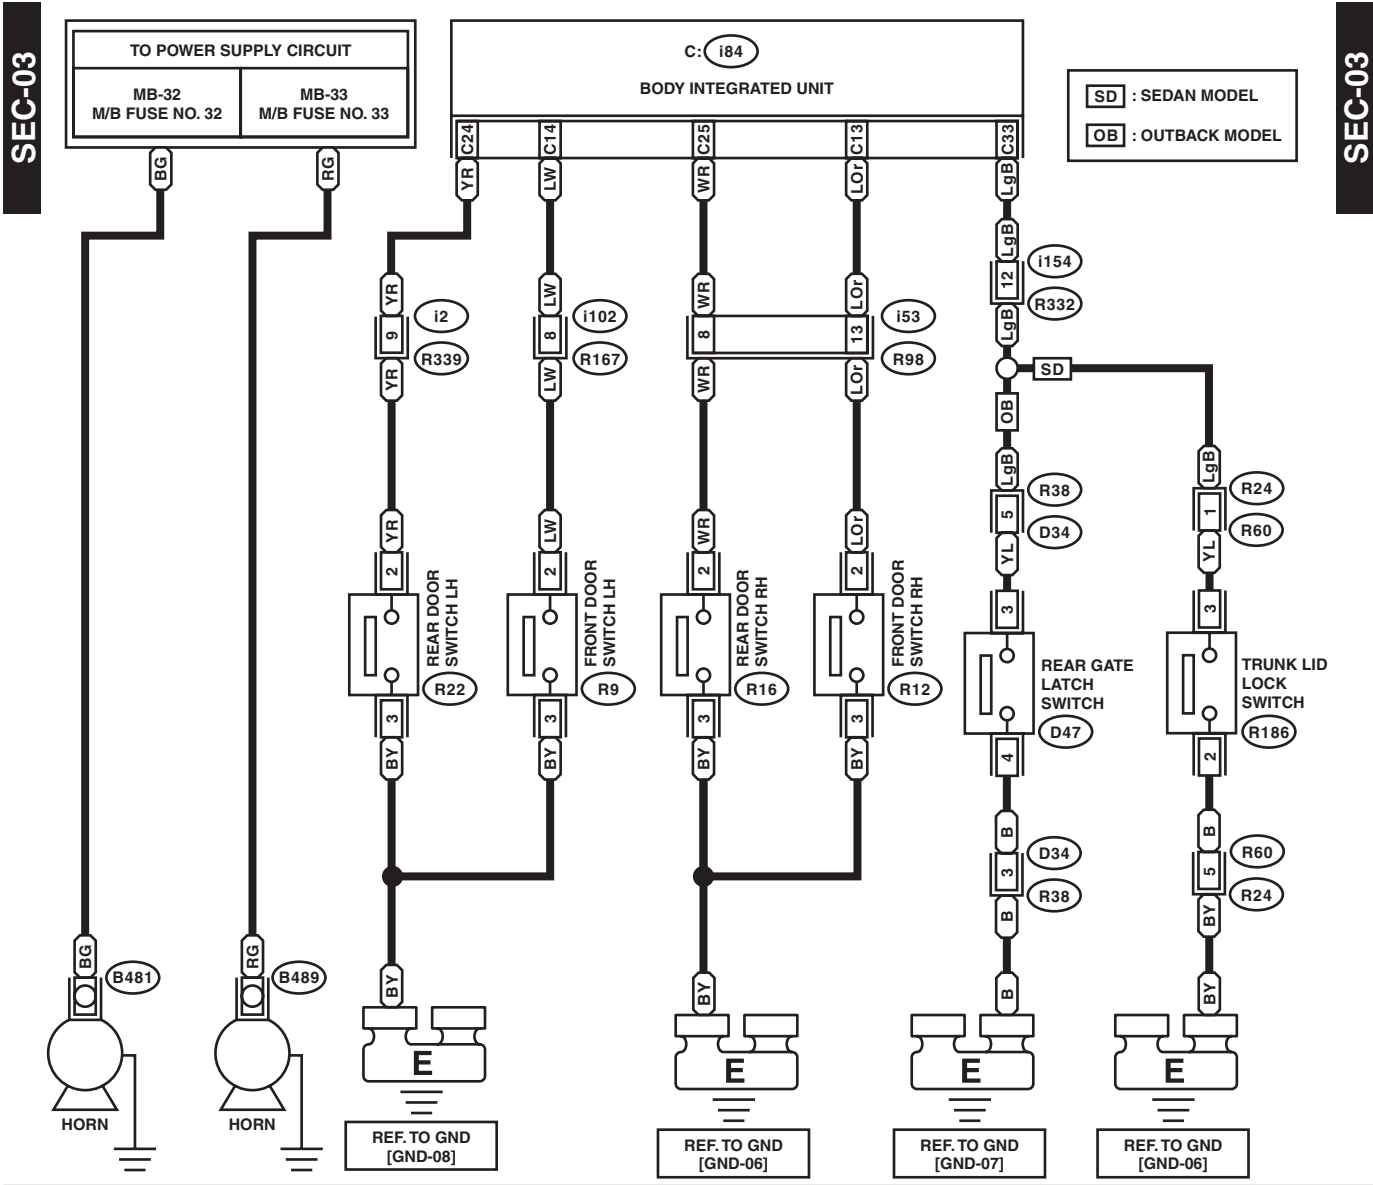 SEC-03
SEC-03
TO POWER SUPPLY CIRCUIT
MB-32
M/B FUSE NO. 32
MB-33
M/B FUSE NO. 33
C: i84
BODY INTEGRATED UNIT
SD : SEDAN MODEL
OB : OUTBACK MODEL
C24
C14
C25
C13
C33
BG
RG
YR
LW
WR
LOr
LgB
LgB
YR
LW
WR
LOr
12
i154
R332
9
i2
R339
8
i102
R167
8
13
i53
R98
LgB
YR
LW
WR
LOr
SD
OB
LgB
LgB
5
R38
D34
1
R24
R60
YR
LW
WR
LOr
YL
YL
2
2
2
2
3
3
REAR DOOR
SWITCH LH
R22
FRONT DOOR
SWITCH LH
R9
REAR DOOR
SWITCH RH
R16
FRONT DOOR
SWITCH RH
R12
REAR GATE
LATCH
SWITCH
D47
TRUNK LID
LOCK
SWITCH
R186
3
3
3
3
4
2
BY
BY
BY
BY
B
B
3
D34
R38
5
R60
R24
B
BY
BG
B481
RG
B489
BY
BY
B
BY
E
E
E
E
HORN
HORN
REF. TO GND
[GND-08]
REF. TO GND
[GND-06]
REF. TO GND
[GND-07]
REF. TO GND
[GND-06]